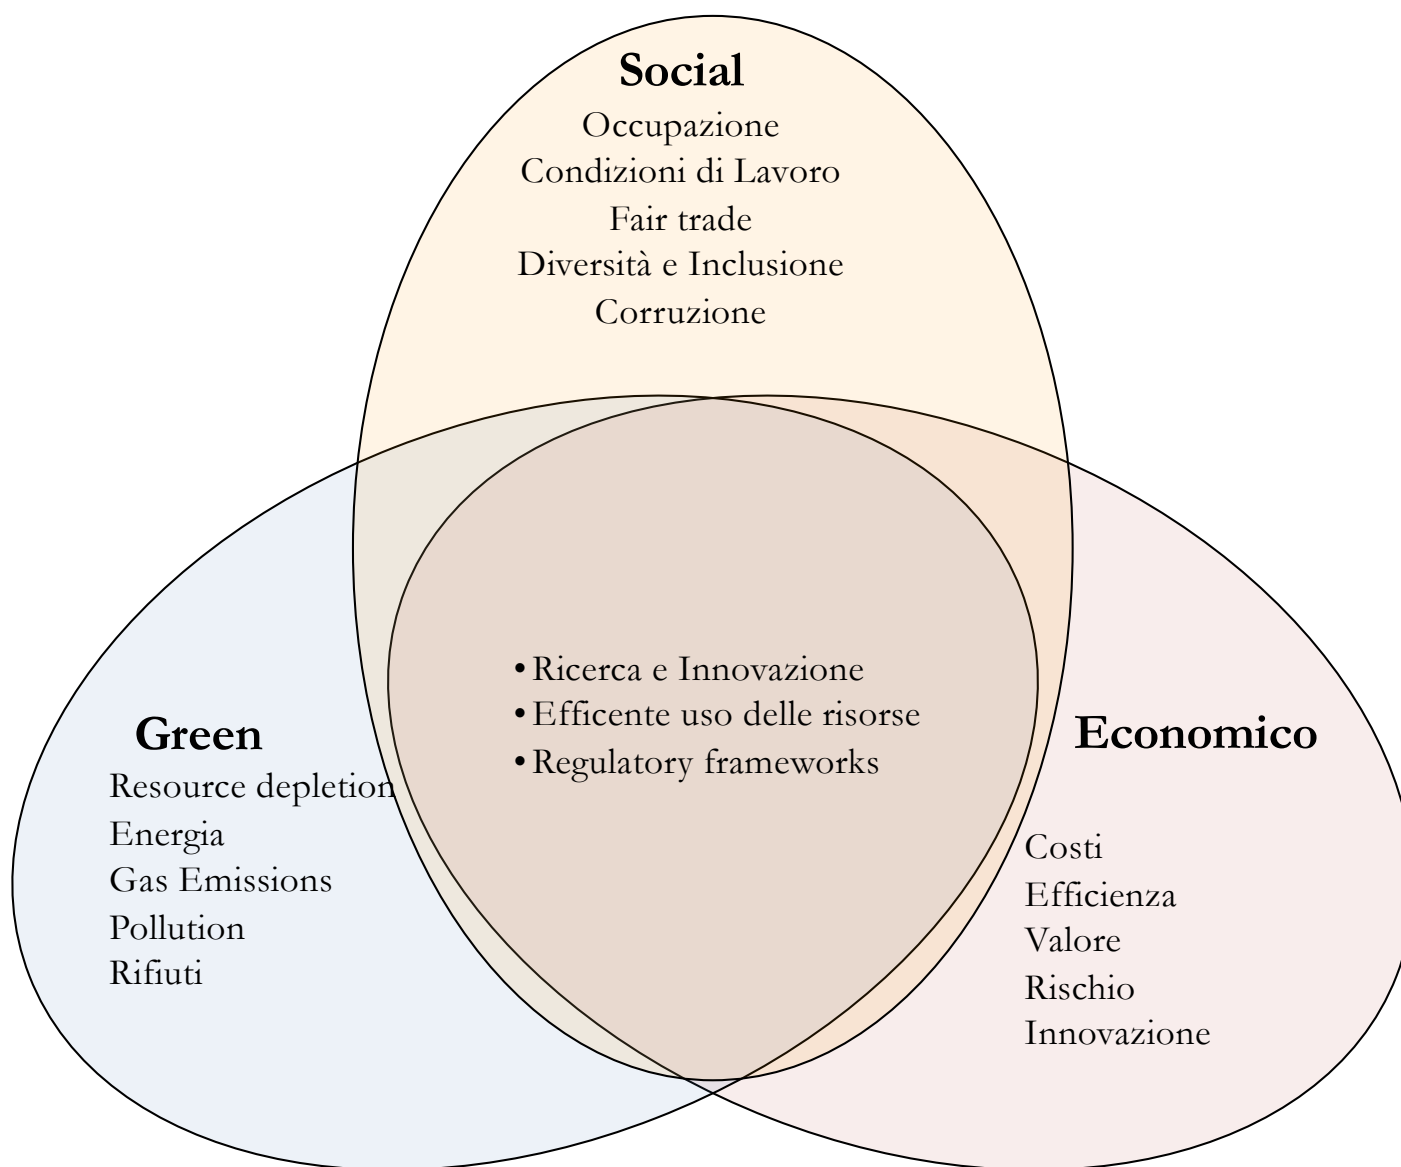 Social
Occupazione
Condizioni di Lavoro
Fair trade
Diversità e Inclusione
Corruzione
• Ricerca e Innovazione
• Efficente uso delle risorse
• Regulatory frameworks
Green
Resource depletion
Energia
Gas Emissions
Pollution
Rifiuti
Economico
Costi
Efficienza
Valore
Rischio
Innovazione